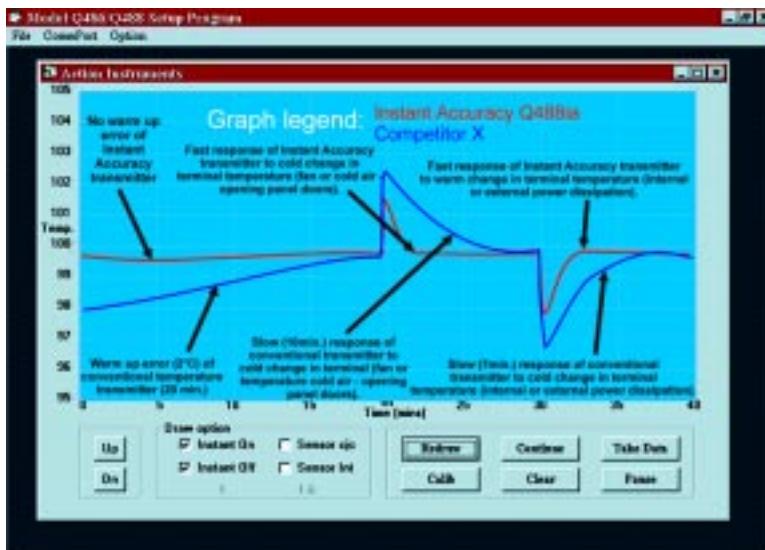 Model Q486/Q488 Setup Program
File CommPort Option
Action Instruments
105
104
103
102
101
Temp.
100
99
98
97
96
95
Graph legend: Instant Accuracy Q488ia
Competitor X
No warm up
error of
Instant
Accuracy
transmitter
Fast response of Instant Accuracy
transmitter to cold change in
terminal temperature (fan or cold air
opening panel doors).
Fast response of Instant Accuracy transmitter
to warm change in terminal temperature (internal
or external power dissipation).
Warm up error (2°C) of
conventional temperature
transmitter (20 min.)
Slow (10min.) response of
conventional transmitter to
cold change in terminal (fan or
temperature cold air - opening
panel doors).
Slow (7min.) response of conventional
transmitter to cold change in terminal
temperature (internal or external power dissipation)
0 5 10 15 20 25 30 35 40
Time (mins)
Draw option
Up
Dn
Instant On
Sensor cjc
Instant Off
Sensor Int
Redraw
Continue
Take Data
Calib
Clear
Pause